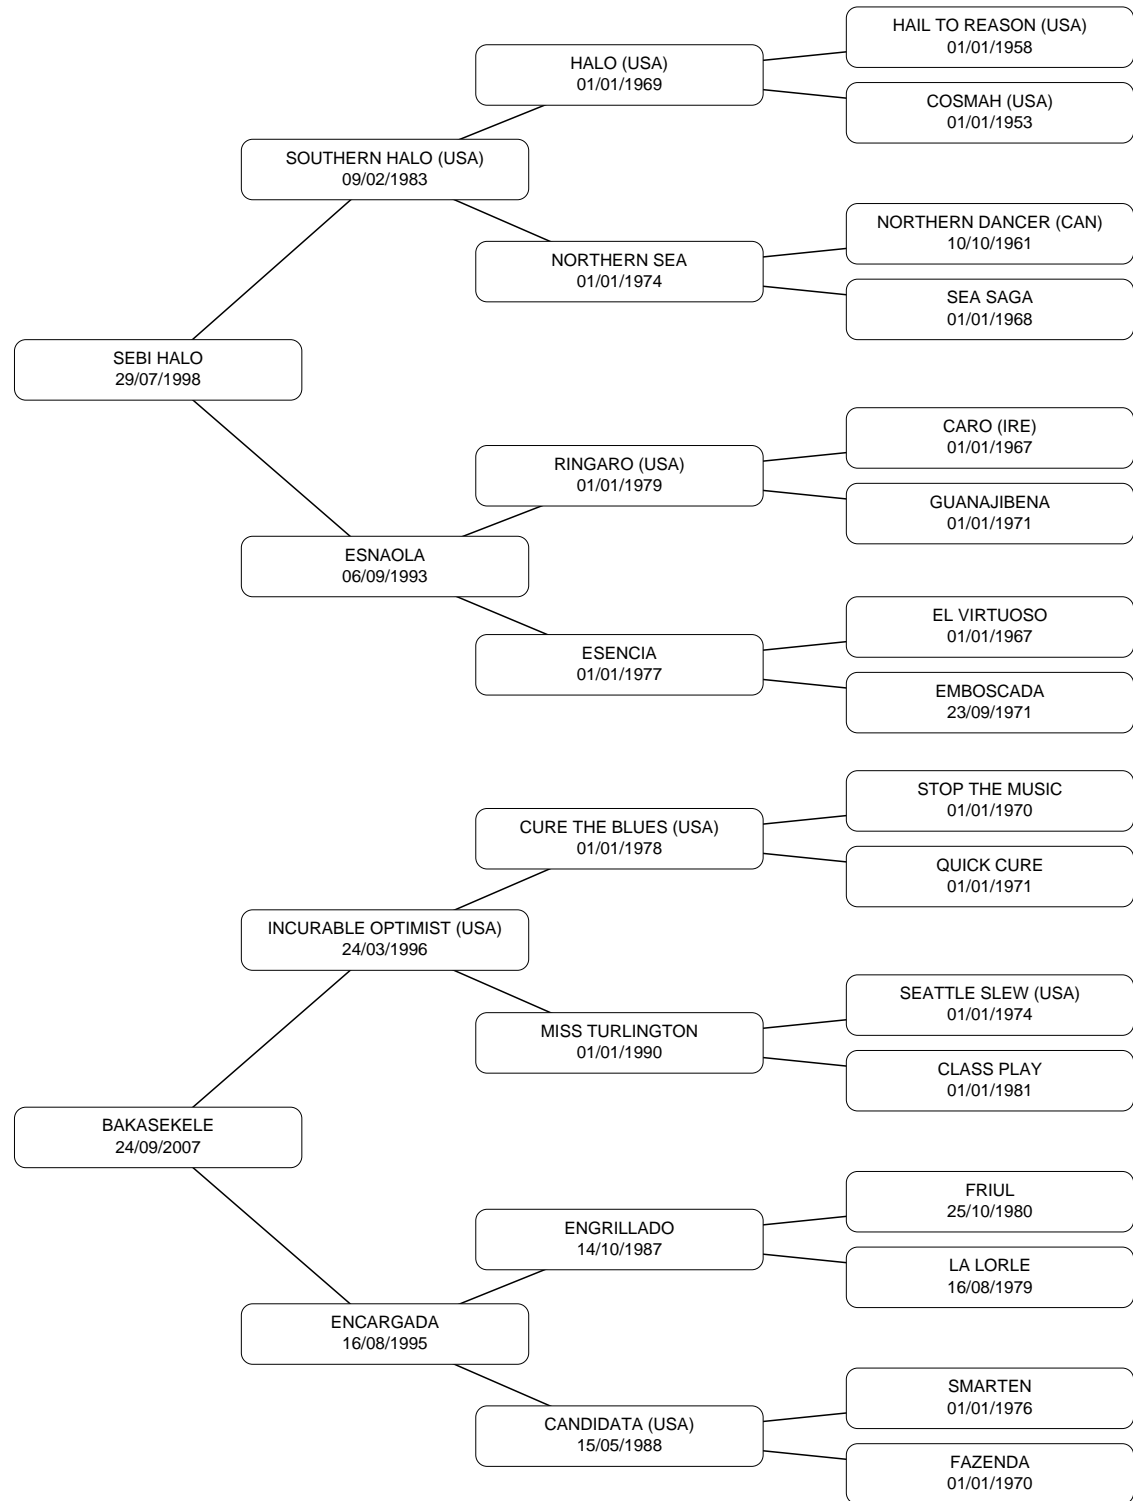 HAIL TO REASON (USA)
01/01/1958
HALO (USA)
01/01/1969
COSMAH (USA)
01/01/1953
SOUTHERN HALO (USA)
09/02/1983
NORTHERN DANCER (CAN)
10/10/1961
NORTHERN SEA
01/01/1974
SEA SAGA
01/01/1968
SEBI HALO
29/07/1998
CARO (IRE)
01/01/1967
RINGARO (USA)
01/01/1979
GUANAJIBENA
01/01/1971
ESNAOLA
06/09/1993
EL VIRTUOSO
01/01/1967
ESENCIA
01/01/1977
EMBOSCADA
23/09/1971
STOP THE MUSIC
01/01/1970
CURE THE BLUES (USA)
01/01/1978
QUICK CURE
01/01/1971
INCURABLE OPTIMIST (USA)
24/03/1996
SEATTLE SLEW (USA)
01/01/1974
MISS TURLINGTON
01/01/1990
CLASS PLAY
01/01/1981
BAKASEKELE
24/09/2007
FRIUL
25/10/1980
ENGRILLADO
14/10/1987
LA LORLE
16/08/1979
ENCARGADA
16/08/1995
SMARTEN
01/01/1976
CANDIDATA (USA)
15/05/1988
FAZENDA
01/01/1970